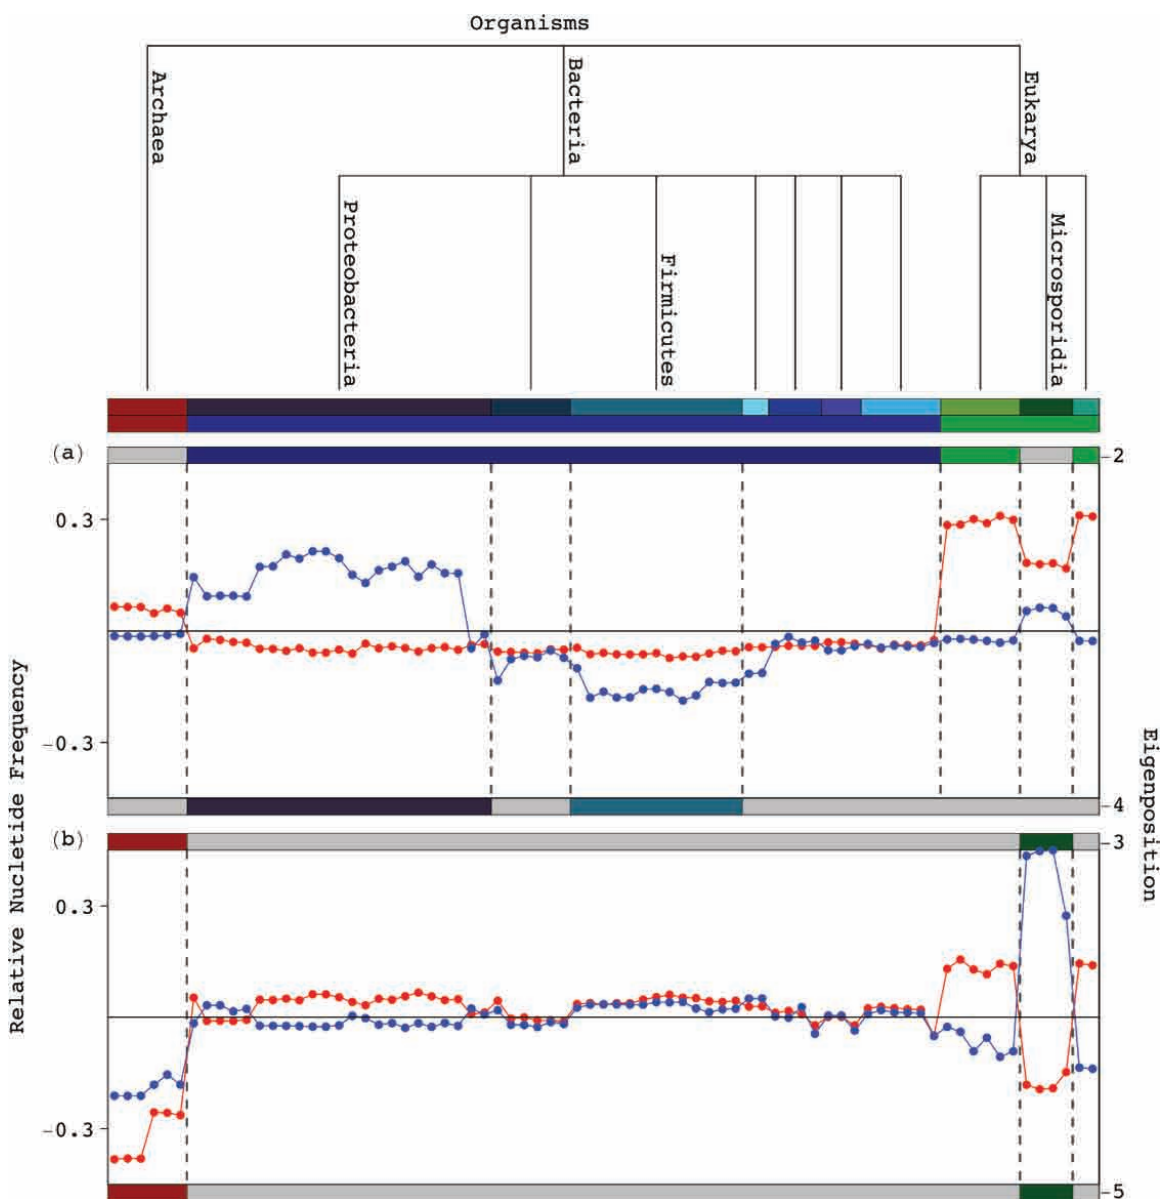 Organisms
Archaea
Bacteria
Eukarya
Proteobacteria
Firmicutes
Microsporidia
(a)
-2
0.3
-0.3
-4
(b)
-3
0.3
-0.3
-5
Relative Nucletide Frequency
Eigenposition